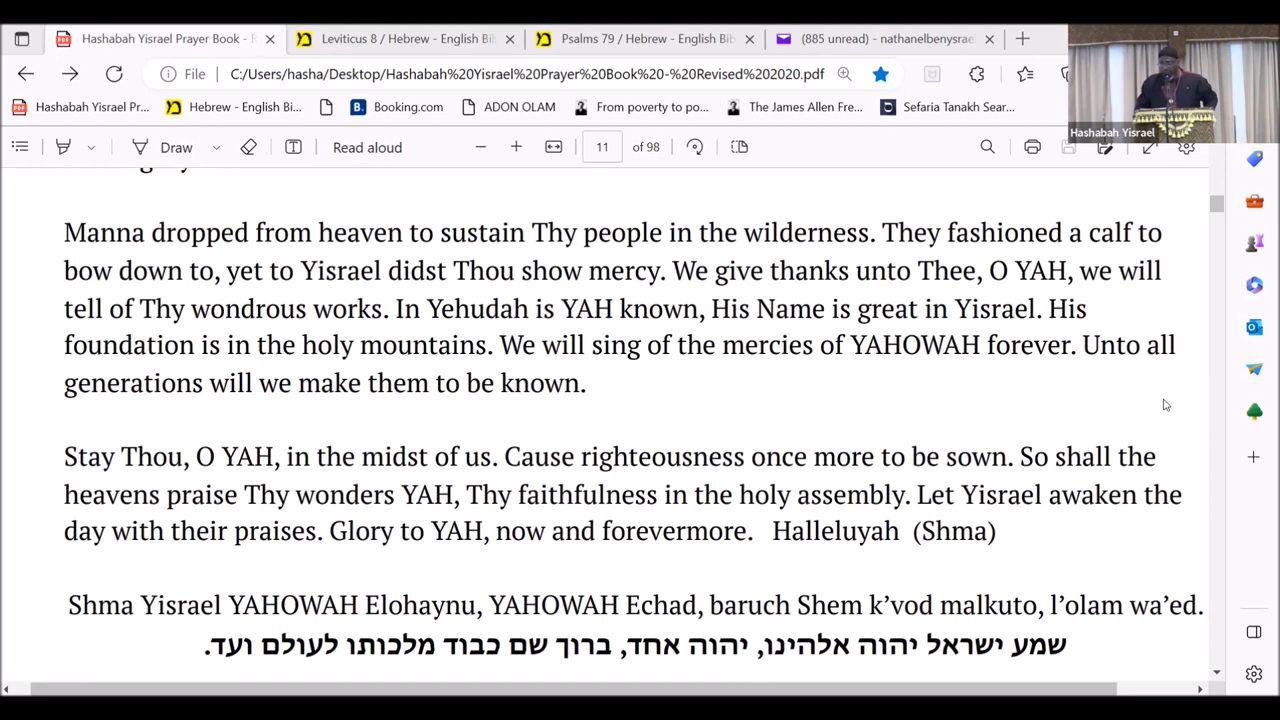 Hashabah Yisrael Prayer Book - R
Leviticus 8 / Hebrew - English Bi
Psalms 79 / Hebrew - English Bib
(885 unread) - nathanelbenysrae
File
C:/Users/hasha/Desktop/Hashabah%20Yisrael%20Prayer%20Book%20-%20Revised%202020.pdf
Hashabah Yisrael Pr...
Hebrew - English Bi...
Booking.com
ADON OLAM
From poverty to po...
The James Allen Fre...
Sefaria Tanakh Sear...
Hashabah Yisrael
Draw
Read aloud
11 of 98
Manna dropped from heaven to sustain Thy people in the wilderness. They fashioned a calf to
bow down to, yet to Yisrael didst Thou show mercy. We give thanks unto Thee, O YAH, we will
tell of Thy wondrous works. In Yehudah is YAH known, His Name is great in Yisrael. His
foundation is in the holy mountains. We will sing of the mercies of YAHOWAH forever. Unto all
generations will we make them to be known.
Stay Thou, O YAH, in the midst of us. Cause righteousness once more to be sown. So shall the
heavens praise Thy wonders YAH, Thy faithfulness in the holy assembly. Let Yisrael awaken the
day with their praises. Glory to YAH, now and forevermore. Halleluyah (Shma)
Shma Yisrael YAHOWAH Elohaynu, YAHOWAH Echad, baruch Shem k’vod malkuto, l’olam wa’ed.
שמע ישראל יהוה אלהינו, יהוה אחד, ברוך שם כבוד מלכותו לעולם ועד.